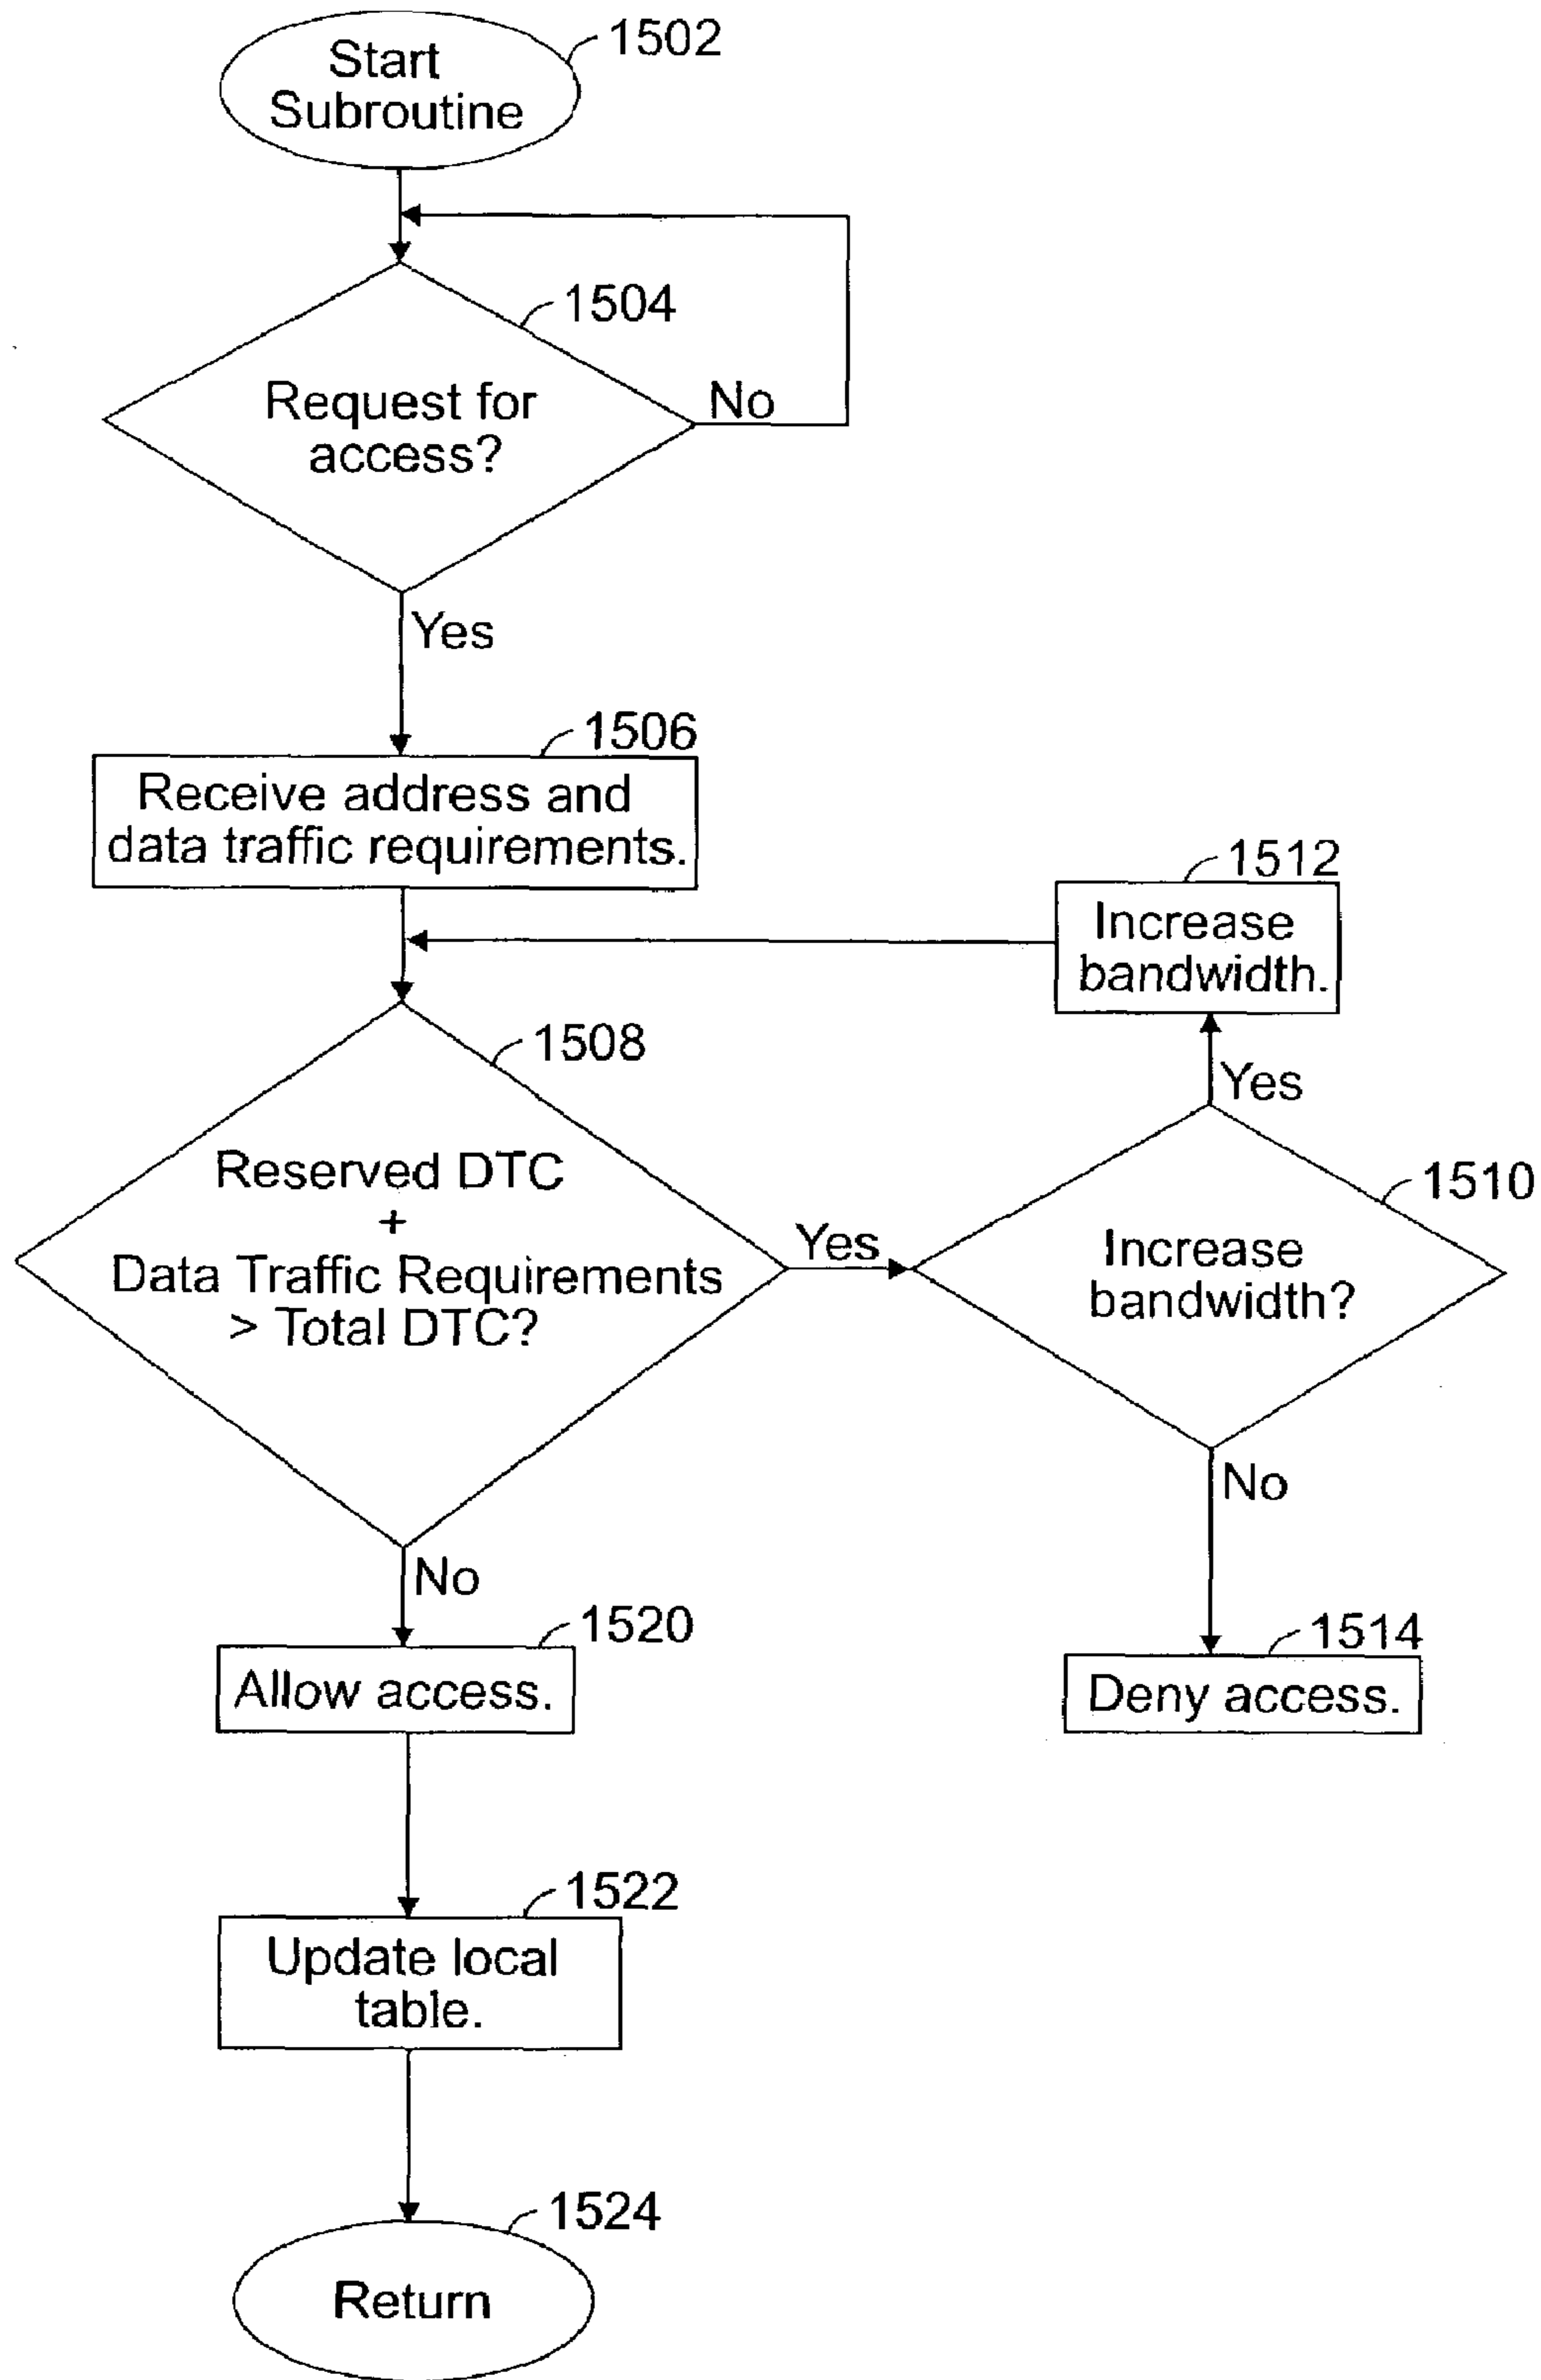 1502
Start
Subroutine
1504
Request for
access?
No
Yes
1506
Receive address and
data traffic requirements.
1512
Increase
bandwidth.
1508
Reserved DTC
+
Data Traffic Requirements
> Total DTC?
Yes
Yes
1510
Increase
bandwidth?
No
No
1520
Allow access.
1514
Deny access.
1522
Update local
table.
1524
Return